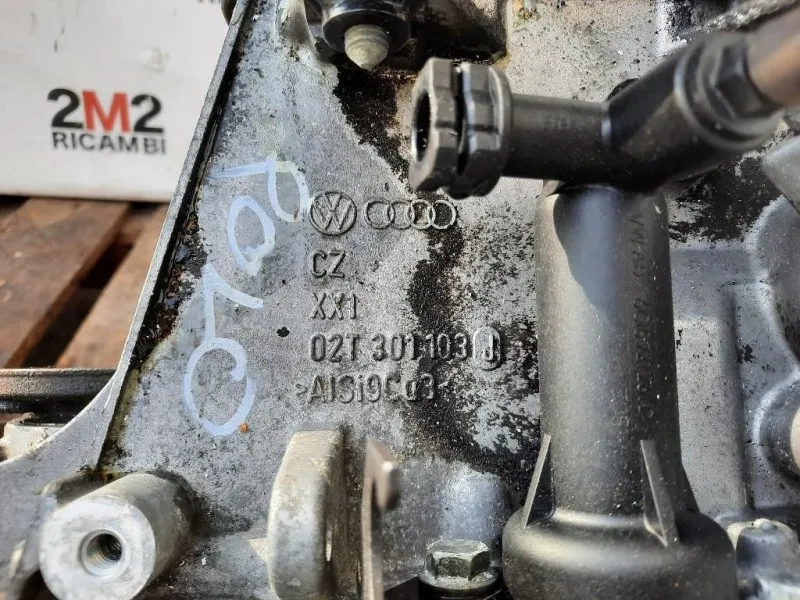 2M2
RICAMBI
CZ
XX1
02T 301 103 J
>AlSi9Cu3<
POLO